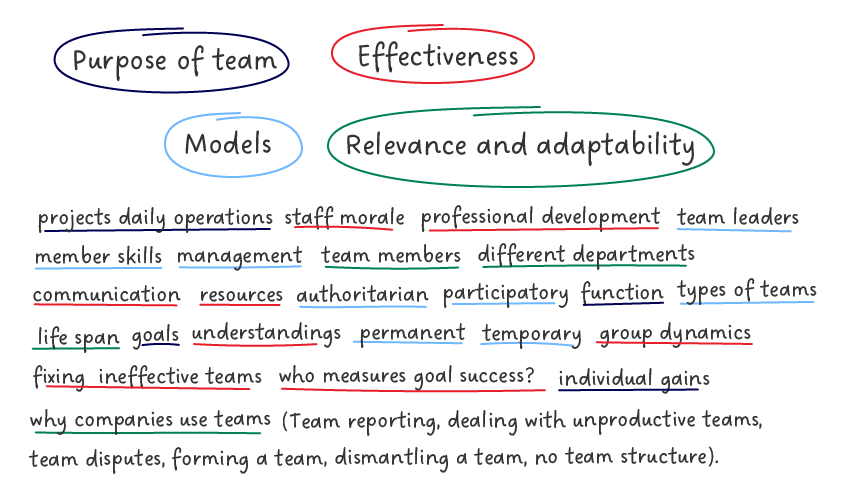 Purpose of team Effectiveness
Models Relevance and adaptability
projects daily operations staff morale professional development team leaders
member skills management team members different departments
communication resources authoritarian participatory function types of teams
life span goals understandings permanent temporary group dynamics
fixing ineffective teams who measures goal success? individual gains
why companies use teams (Team reporting, dealing with unproductive teams,
team disputes, forming a team, dismantling a team, no team structure).